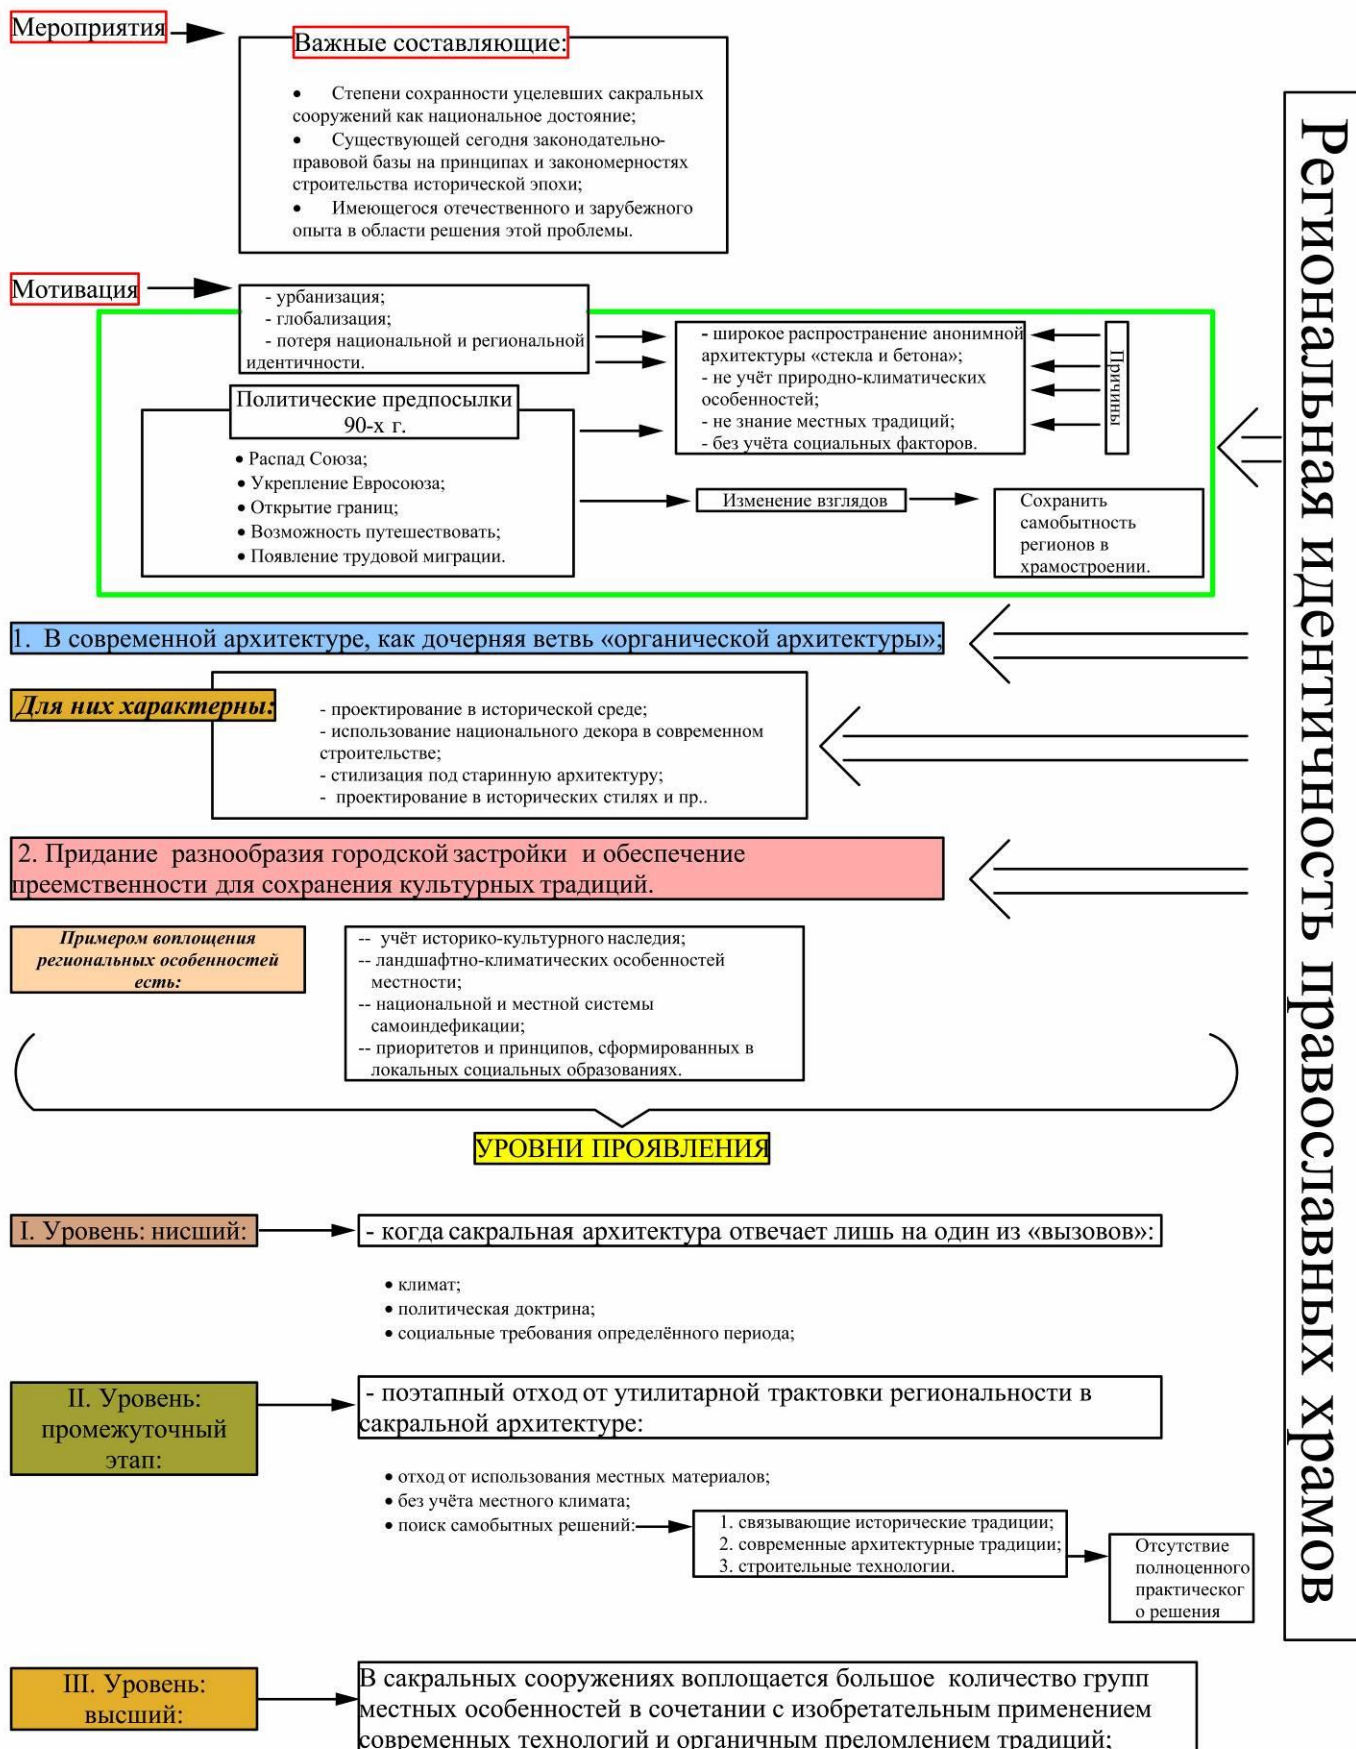 Мероприятия
Важные составляющие:
• Степени сохранности уцелевших сакральных
сооружений как национальное достояние;
• Существующей сегодня законодательно-
правовой базы на принципах и закономерностях
строительства исторической эпохи;
• Имеющегося отечественного и зарубежного
опыта в области решения этой проблемы.
Мотивация
- урбанизация;
- глобализация;
- потеря национальной и региональной
идентичности.
- широкое распространение анонимной
архитектуры «стекла и бетона»;
- не учёт природно-климатических
особенностей;
- не знание местных традиций;
- без учёта социальных факторов.
Причины
Политические предпосылки
90-х г.
• Распад Союза;
• Укрепление Евросоюза;
• Открытие границ;
• Возможность путешествовать;
• Появление трудовой миграции.
Изменение взглядов
Сохранить
самобытность
регионов в
храмостроении.
1. В современной архитектуре, как дочерняя ветвь «органической архитектуры»;
Для них характерны:
- проектирование в исторической среде;
- использование национального декора в современном
строительстве;
- стилизация под старинную архитектуру;
- проектирование в исторических стилях и пр..
2. Придание разнообразия городской застройки и обеспечение
преемственности для сохранения культурных традиций.
Примером воплощения
региональных особенностей
есть:
-- учёт историко-культурного наследия;
-- ландшафтно-климатических особенностей
местности;
-- национальной и местной системы
самоиндефикации;
-- приоритетов и принципов, сформированных в
локальных социальных образованиях.
УРОВНИ ПРОЯВЛЕНИЯ
I. Уровень: нисший:
- когда сакральная архитектура отвечает лишь на один из «вызовов»:
• климат;
• политическая доктрина;
• социальные требования определённого периода;
II. Уровень:
промежуточный
этап:
- поэтапный отход от утилитарной трактовки региональности в
сакральной архитектуре:
• отход от использования местных материалов;
• без учёта местного климата;
• поиск самобытных решений:
1. связывающие исторические традиции;
2. современные архитектурные традиции;
3. строительные технологии.
Отсутствие
полноценного
практическог
о решения
III. Уровень:
высший:
В сакральных сооружениях воплощается большое количество групп
местных особенностей в сочетании с изобретательным применением
современных технологий и органичным преломлением традиций;
Региональная идентичность православных храмов